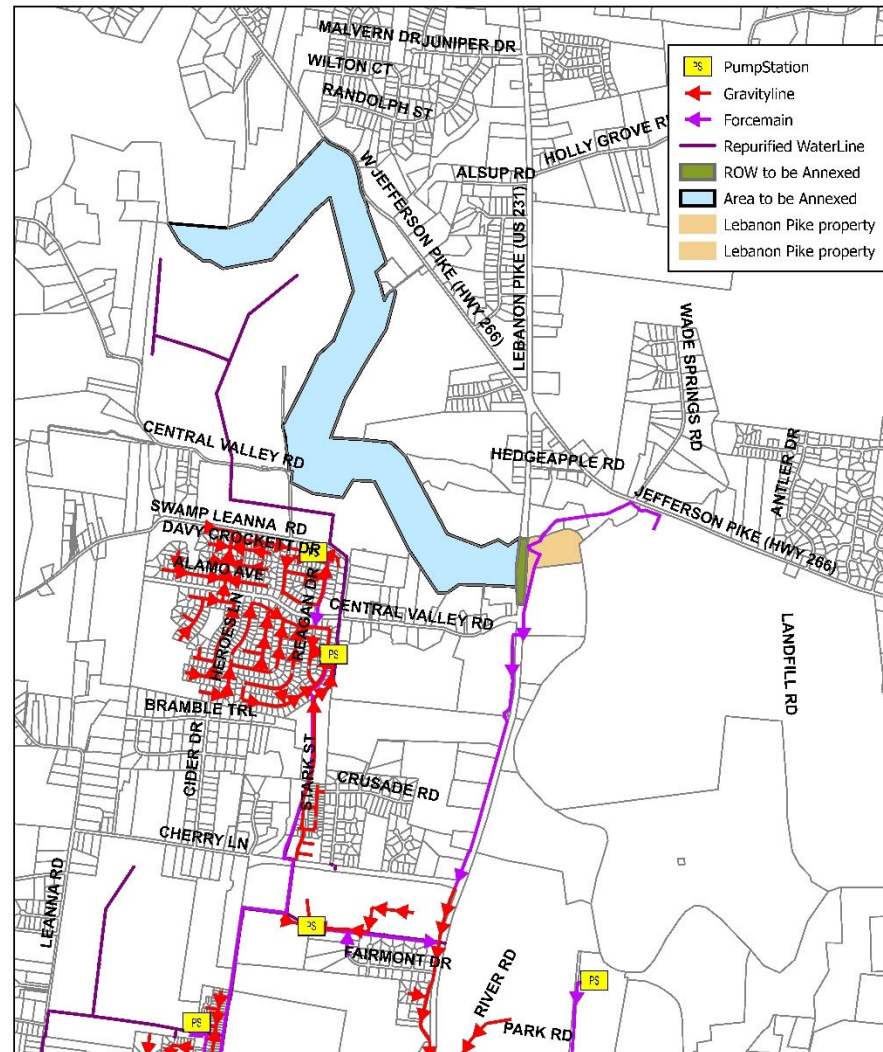 MALVERN DR
JUNIPER DR
WILTON CT
RANDOLPH ST
HOLLY GROVE RD
ALSUP RD
W JEFFERSON PIKE (HWY 266)
LEBANON PIKE (US 231)
PS PumpStation
Gravityline
Forcemain
Repurified WaterLine
ROW to be Annexed
Area to be Annexed
Lebanon Pike property
Lebanon Pike property
WADE SPRINGS RD
ANTLER DR
CENTRAL VALLEY RD
HEDGEAPPLE RD
JEFFERSON PIKE (HWY 266)
SWAMP LEANNA RD
DAVY CROCKETT DR
PS
ALAMO AVE
HEROES LN
REAGAN DR
CENTRAL VALLEY RD
PS
LANDFILL RD
BRAMBLE TRL
CIDER DR
STARK ST
CRUSADE RD
CHERRY LN
LEANNA RD
PS
FAIRMONT DR
RIVER RD
PS
PS
PARK RD